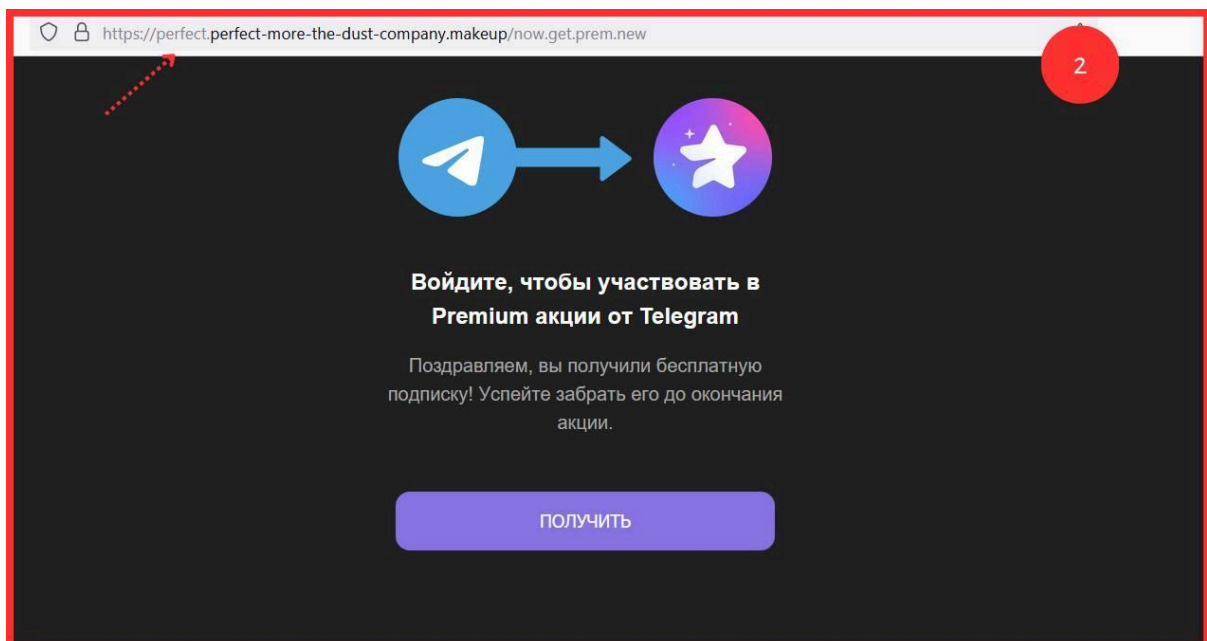 https://perfect.perfect-more-the-dust-company.makeup/now.get.prem.new
2
Войдите, чтобы участвовать в
Premium акции от Telegram
Поздравляем, вы получили бесплатную
подписку! Успейте забрать его до окончания
акции.
ПОЛУЧИТЬ